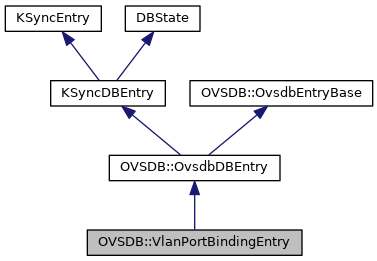 KSyncEntry
DBState
KSyncDBEntry
OVSDB::OvsdbEntryBase
OVSDB::OvsdbDBEntry
OVSDB::VlanPortBindingEntry